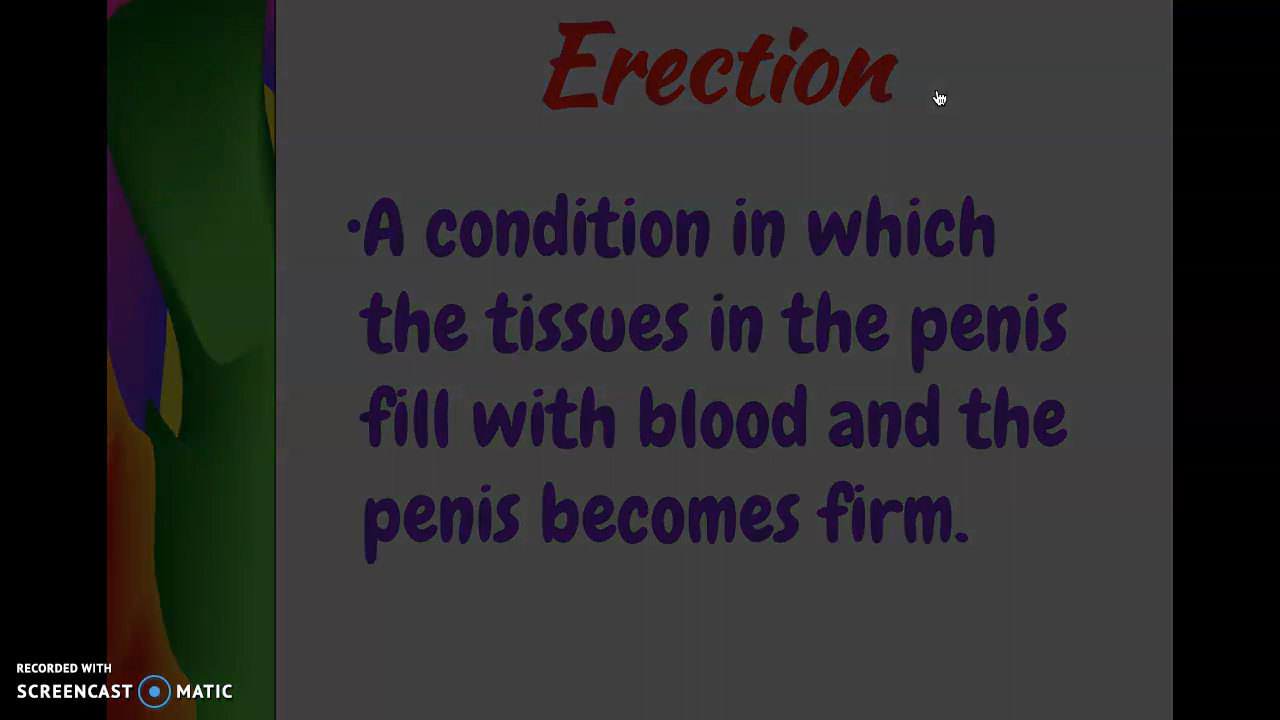 Erection
•A condition in which
the tissues in the penis
fill with blood and the
penis becomes firm.
RECORDED WITH
SCREENCAST MATIC